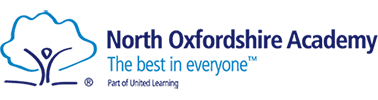 North Oxfordshire Academy
The best in everyone™
Part of United Learning
®